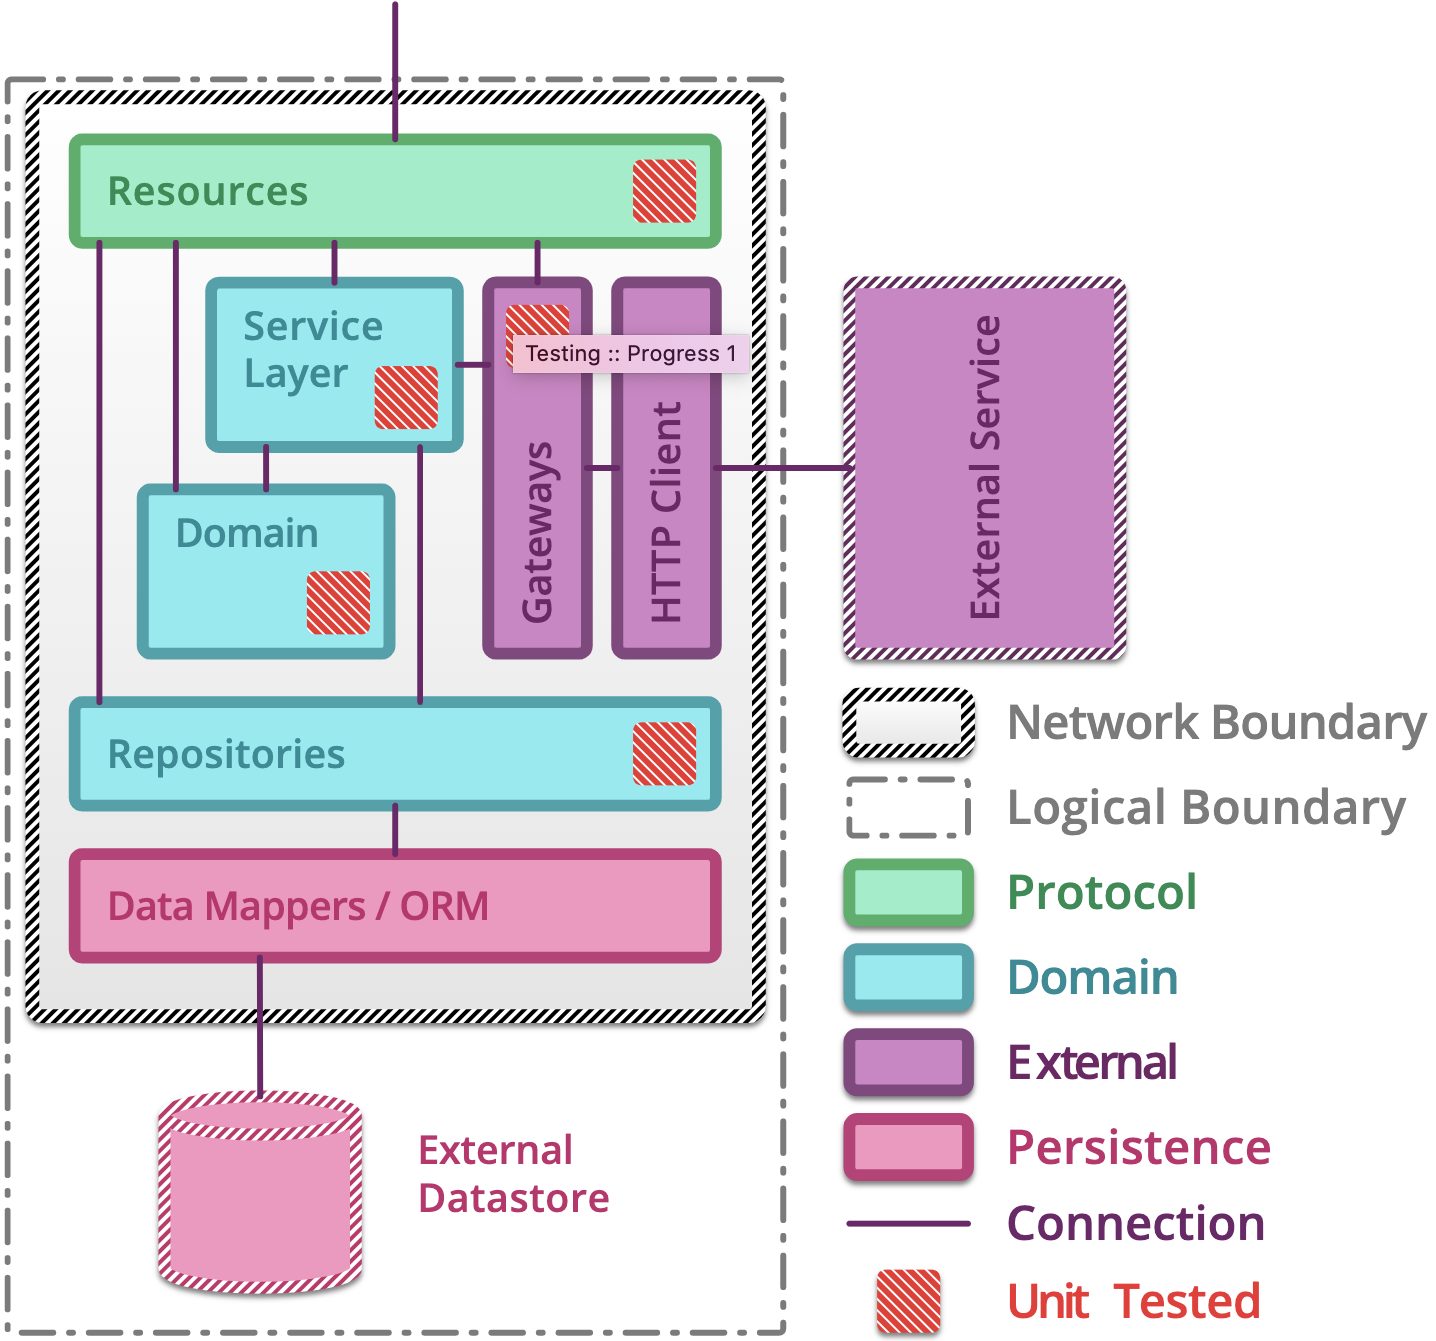 Resources
Service
Layer
Testing :: Progress 1
Gateways
HTTP Client
External Service
Domain
Repositories
Data Mappers / ORM
External
Datastore
Network Boundary
Logical Boundary
Protocol
Domain
External
Persistence
Connection
Unit Tested